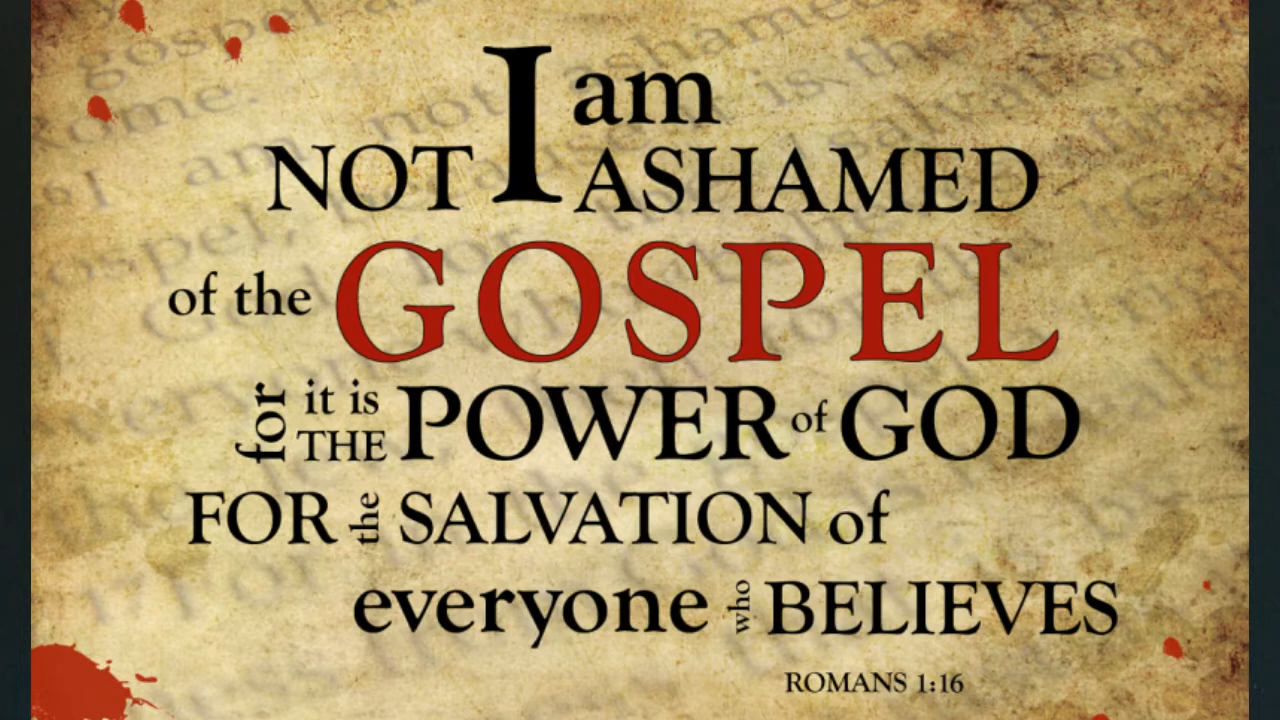 I am
NOT ASHAMED
of the GOSPEL
for it is THE POWER of GOD
FOR the SALVATION of
everyone who BELIEVES
ROMANS 1:16